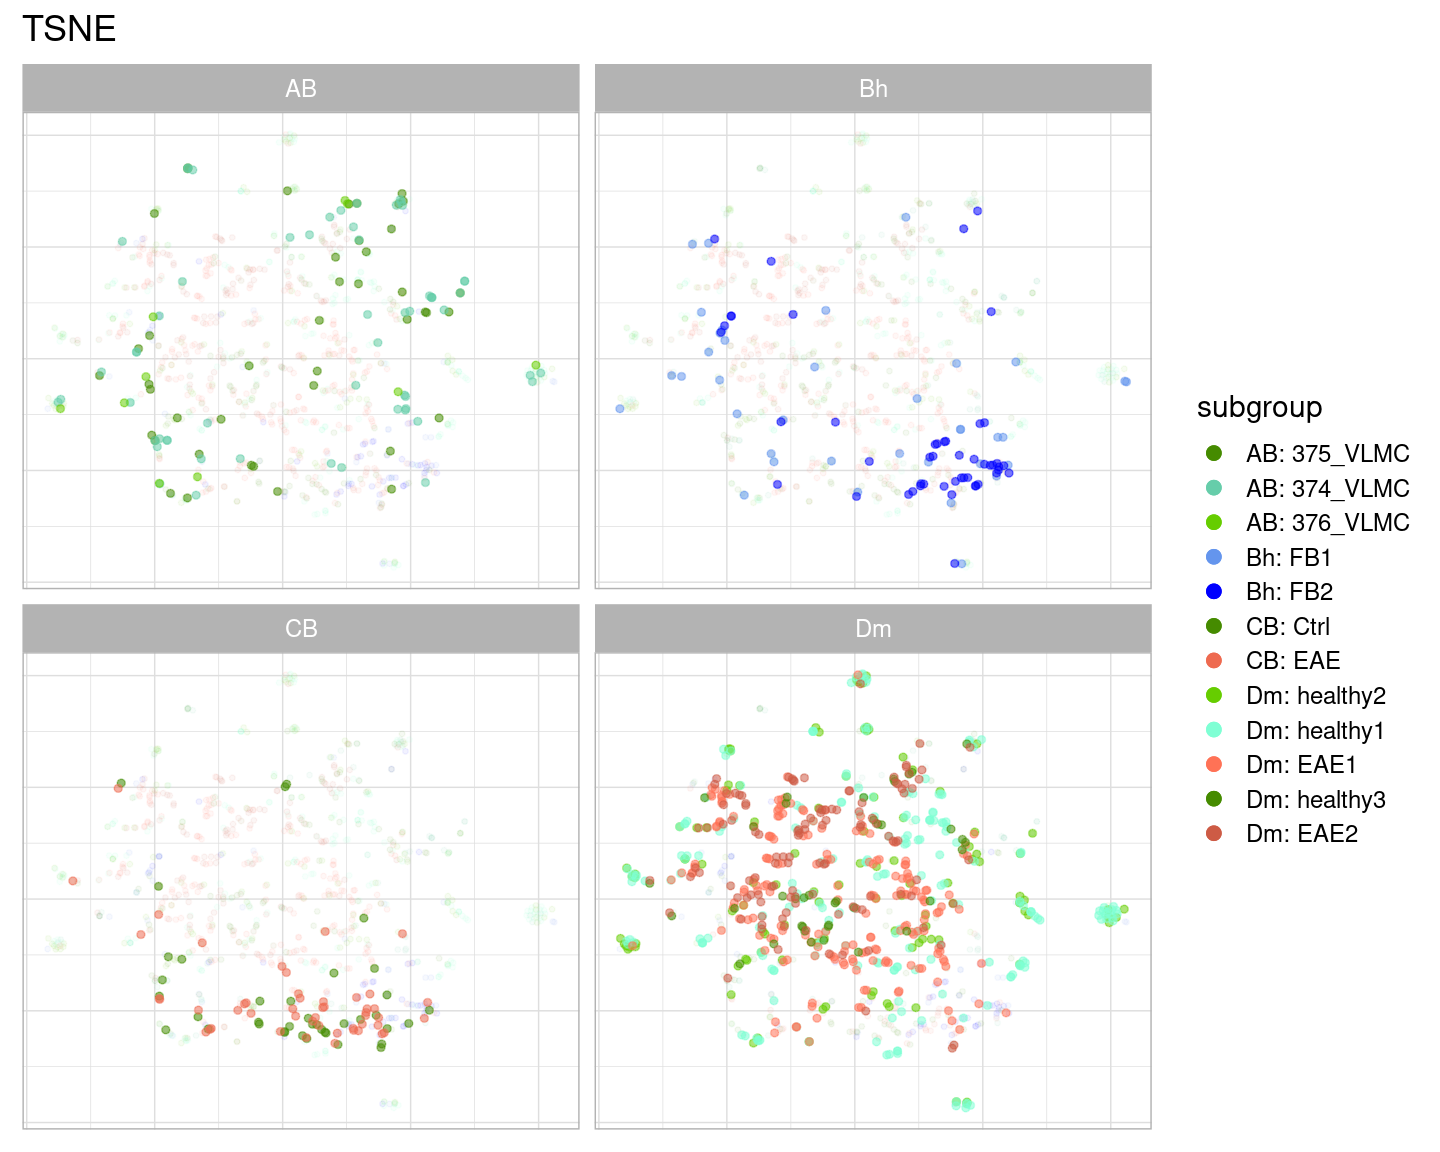 TSNE
AB
Bh
CB
Dm
subgroup
AB: 375_VLMC
AB: 374_VLMC
AB: 376_VLMC
Bh: FB1
Bh: FB2
CB: Ctrl
CB: EAE
Dm: healthy2
Dm: healthy1
Dm: EAE1
Dm: healthy3
Dm: EAE2